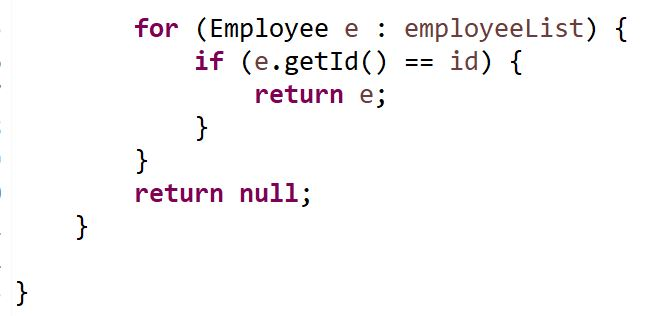 for (Employee e : employeeList) {
if (e.getId() == id) {
return e;
}
}
return null;
}
}